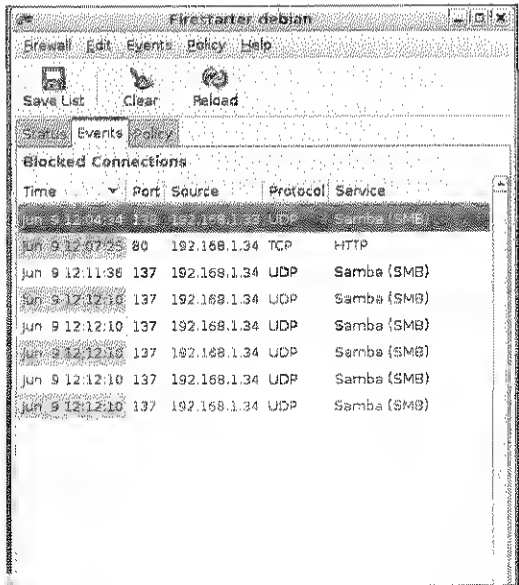 Firestarter debian
Firewall Edit Events Policy Help
Save List Clear Reload
Status Events Policy
Blocked Connections
Time Port Source Protocol Service
Jun 9 12:04:24 192.168.1.33 UDP Samba (SMB)
Jun 9 12:07:25 80 192.168.1.34 TCP HTTP
Jun 9 12:11:36 137 192.168.1.34 UDP Samba (SMB)
Jun 9 12:12:10 137 192.168.1.34 UDP Samba (SMB)
Jun 9 12:12:10 137 192.168.1.34 UDP Samba (SMB)
Jun 9 12:12:10 137 192.168.1.34 UDP Samba (SMB)
Jun 9 12:12:10 137 192.168.1.34 UDP Samba (SMB)
Jun 9 12:12:10 137 192.168.1.34 UDP Samba (SMB)